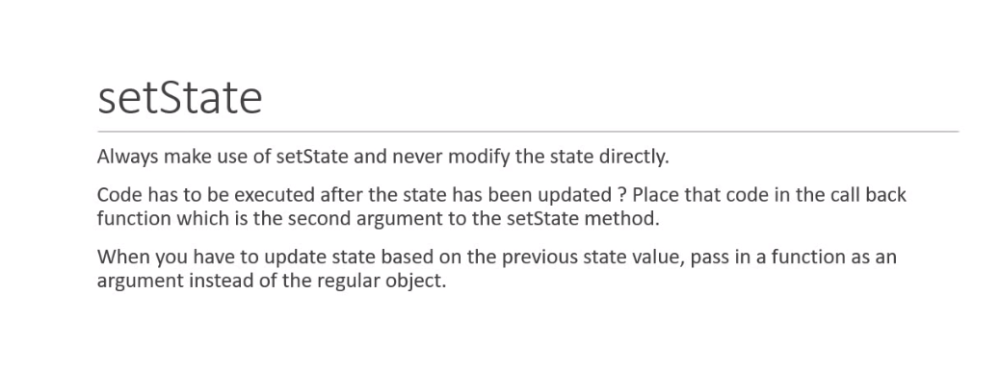 setState
Always make use of setState and never modify the state directly.
Code has to be executed after the state has been updated ? Place that code in the call back
function which is the second argument to the setState method.
When you have to update state based on the previous state value, pass in a function as an
argument instead of the regular object.